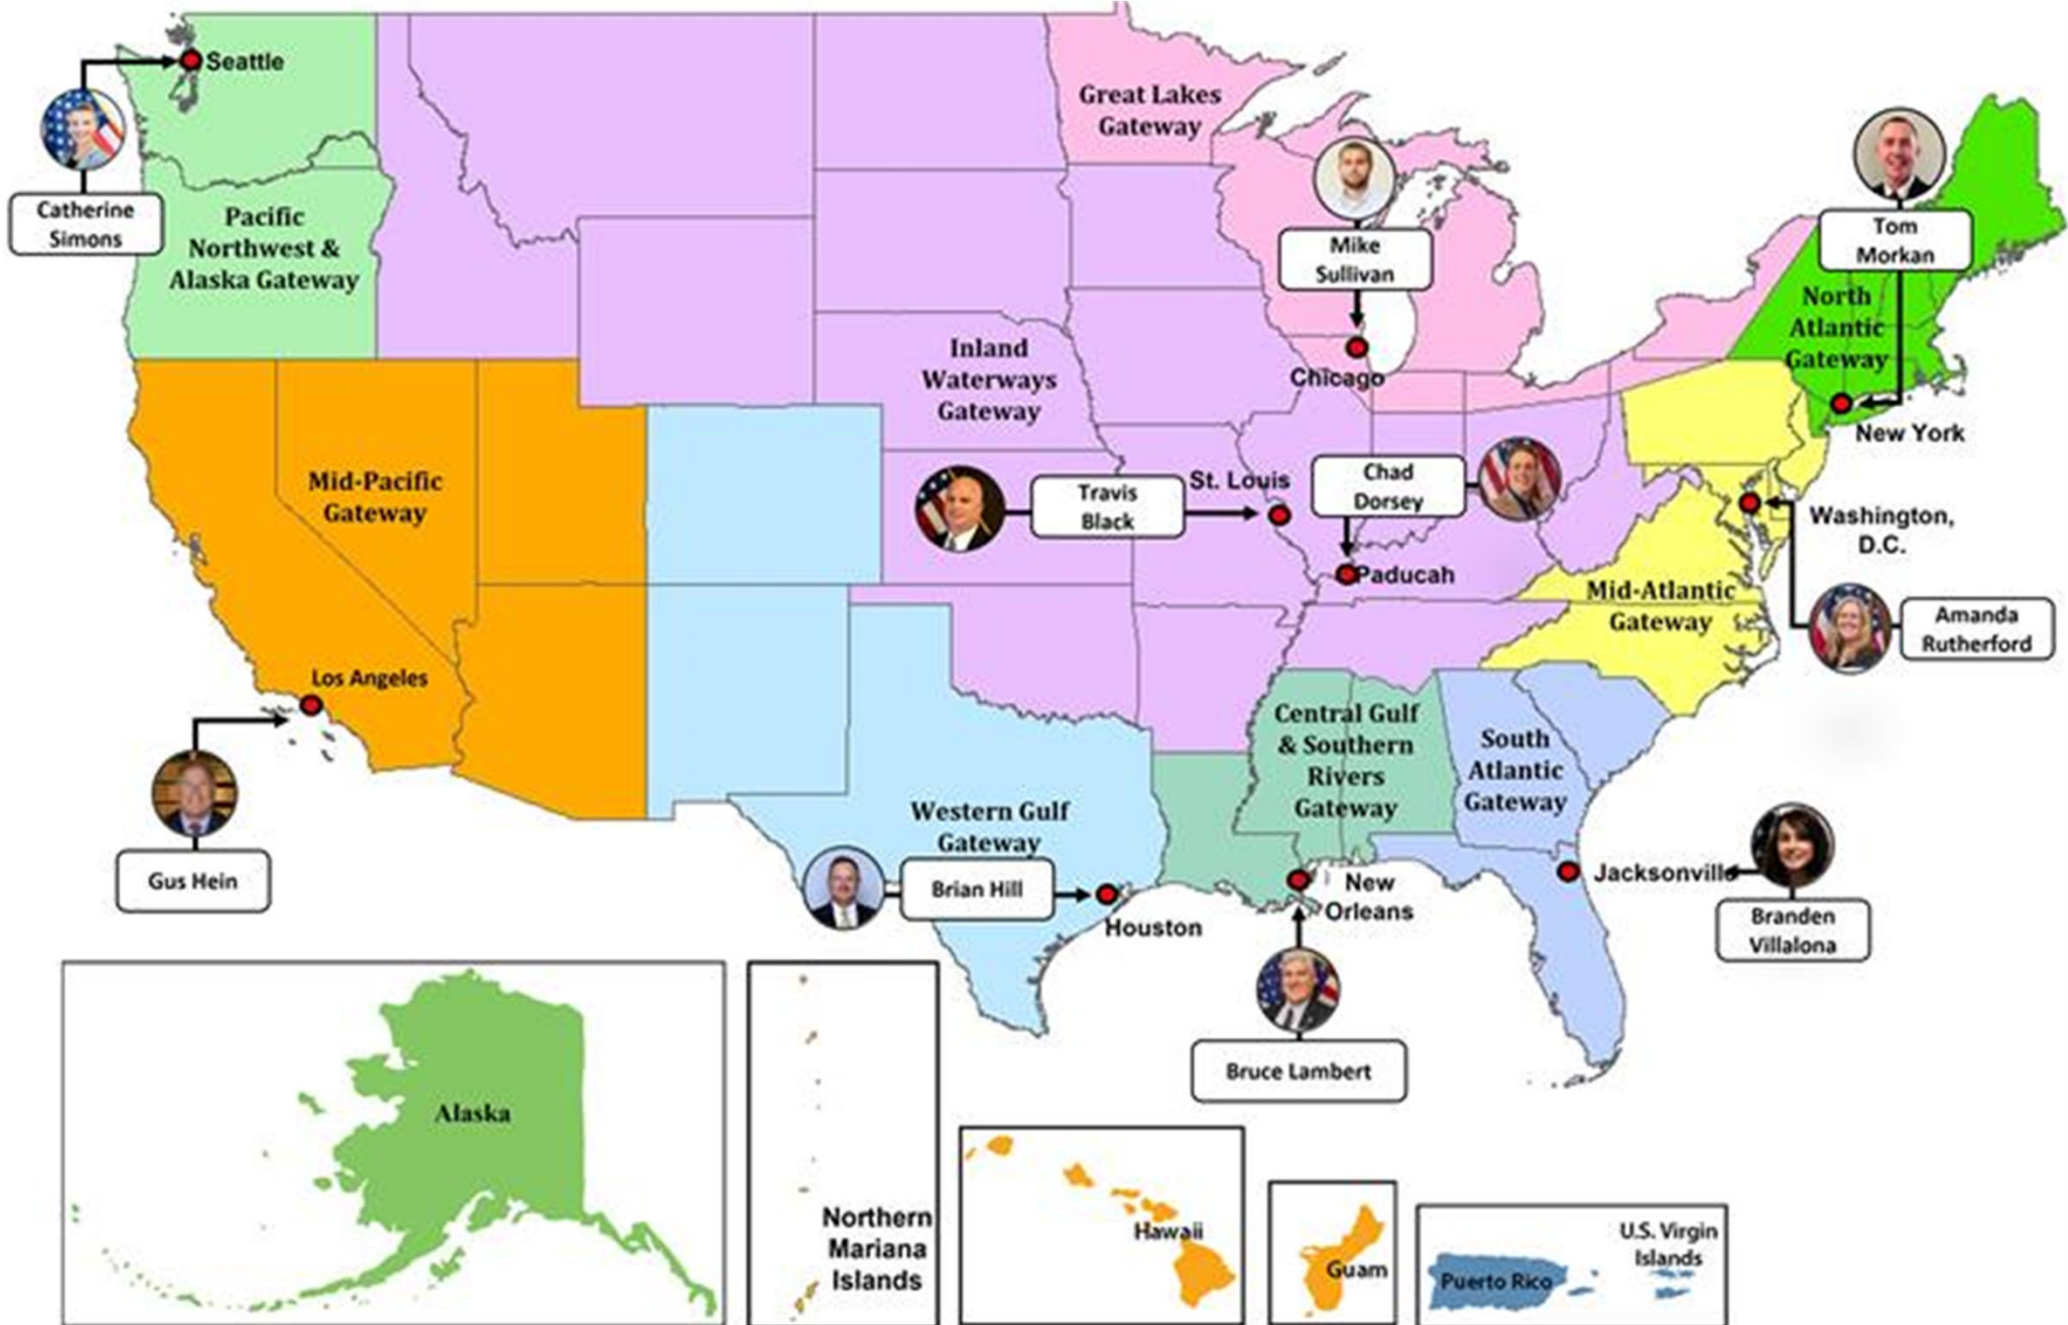 Seattle
Catherine
Simons
Pacific
Northwest &
Alaska Gateway
Great Lakes
Gateway
Mike
Sullivan
Chicago
Tom
Morkan
North
Atlantic
Gateway
New York
Inland
Waterways
Gateway
Mid-Pacific
Gateway
Travis
Black
St. Louis
Chad
Dorsey
Paducah
Washington,
D.C.
Mid-Atlantic
Gateway
Amanda
Rutherford
Los Angeles
Gus Hein
Western Gulf
Gateway
Brian Hill
Houston
Central Gulf
& Southern
Rivers
Gateway
New
Orleans
Bruce Lambert
South
Atlantic
Gateway
Jacksonville
Branden
Villalona
Alaska
Northern
Mariana
Islands
Hawaii
Guam
Puerto Rico
U.S. Virgin
Islands